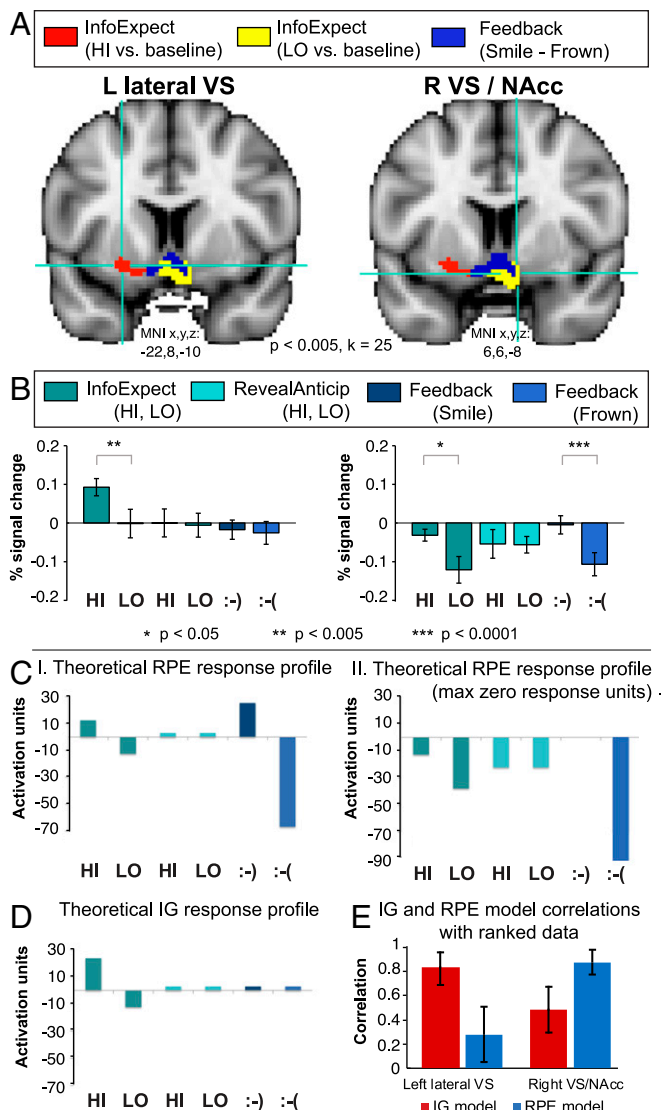 A
InfoExpect (HI vs. baseline)
InfoExpect (LO vs. baseline)
Feedback (Smile - Frown)
L lateral VS
R VS / NAcc
MNI x,y,z:
-22,8,-10
p < 0.005, k = 25
MNI x,y,z:
6,6,-8
B
InfoExpect (HI, LO)
RevealAnticip (HI, LO)
Feedback (Smile)
Feedback (Frown)
% signal change
0.2
0.1
0
-0.1
-0.2
**
HI LO HI LO :-) :-(
% signal change
0.2
0.1
0
-0.1
-0.2
* ***
HI LO HI LO :-) :-(
* p < 0.05 ** p < 0.005 *** p < 0.0001
C
I. Theoretical RPE response profile
Activation units
30
10
-10
-30
-50
-70
HI LO HI LO :-) :-(
II. Theoretical RPE response profile
(max zero response units) -
Activation units
30
10
-10
-30
-50
-70
-90
HI LO HI LO :-) :-(
D
Theoretical IG response profile
Activation units
30
10
-10
-30
-50
-70
HI LO HI LO :-) :-(
E
IG and RPE model correlations
with ranked data
Correlation
1
0.8
0.6
0.4
0.2
0
Left lateral VS Right VS/NAcc
IG model RPE model